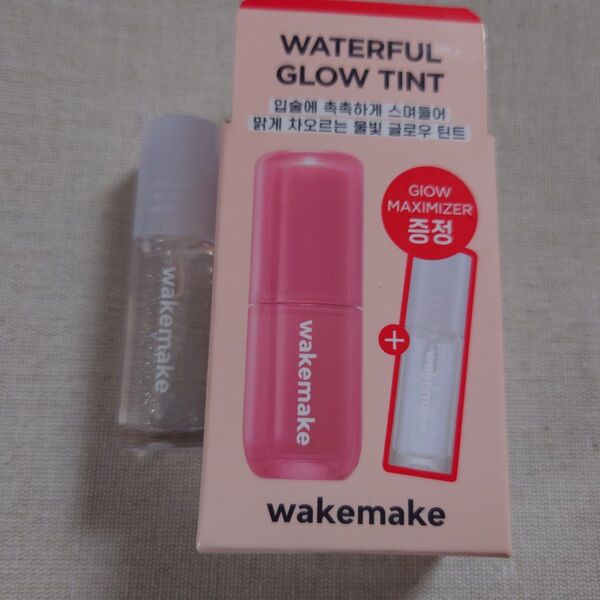 WATERFUL
GLOW TINT
입술에 촉촉하게 스며들어
맑게 차오르는 물빛 글로우 틴트
GLOW
MAXIMIZER
증정
+
wakemake
wakemake
wakemake
wakemake